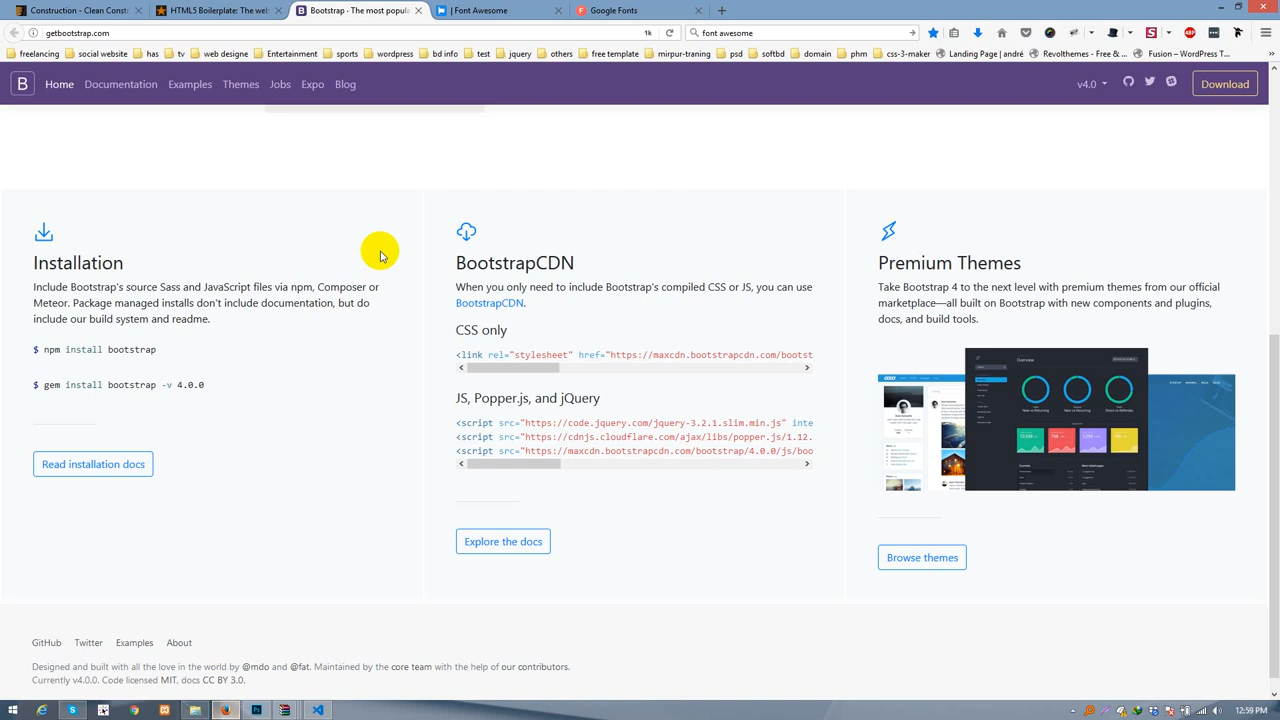 Construction - Clean Cons
HTML5 Boilerplate: The we
Bootstrap · The most popula
| Font Awesome
Google Fonts
getbootstrap.com
1k
font awesome
freelancing
social website
has
tv
web designe
Entertainment
sports
wordpress
bd info
test
jquery
others
free template
mirpur-traning
psd
softbd
domain
phm
css-3-maker
Landing Page | andré
Revolthemes - Free & ...
Fusion – WordPress T...
B
Home
Documentation
Examples
Themes
Jobs
Expo
Blog
v4.0
Download
Installation
Include Bootstrap's source Sass and JavaScript files via npm, Composer or
Meteor. Package managed installs don't include documentation, but do
include our build system and readme.
$ npm install bootstrap
$ gem install bootstrap -v 4.0.0
Read installation docs
BootstrapCDN
When you only need to include Bootstrap's compiled CSS or JS, you can use
BootstrapCDN.
CSS only
<link rel="stylesheet" href="https://maxcdn.bootstrapcdn.com/bootst
JS, Popper.js, and jQuery
<script src="https://code.jquery.com/jquery-3.2.1.slim.min.js" inte
<script src="https://cdnjs.cloudflare.com/ajax/libs/popper.js/1.12.
<script src="https://maxcdn.bootstrapcdn.com/bootstrap/4.0.0/js/boo
Explore the docs
Premium Themes
Take Bootstrap 4 to the next level with premium themes from our official
marketplace—all built on Bootstrap with new components and plugins,
docs, and build tools.
Overview
Browse themes
GitHub
Twitter
Examples
About
Designed and built with all the love in the world by @mdo and @fat. Maintained by the core team with the help of our contributors.
Currently v4.0.0. Code licensed MIT, docs CC BY 3.0.
12:59 PM